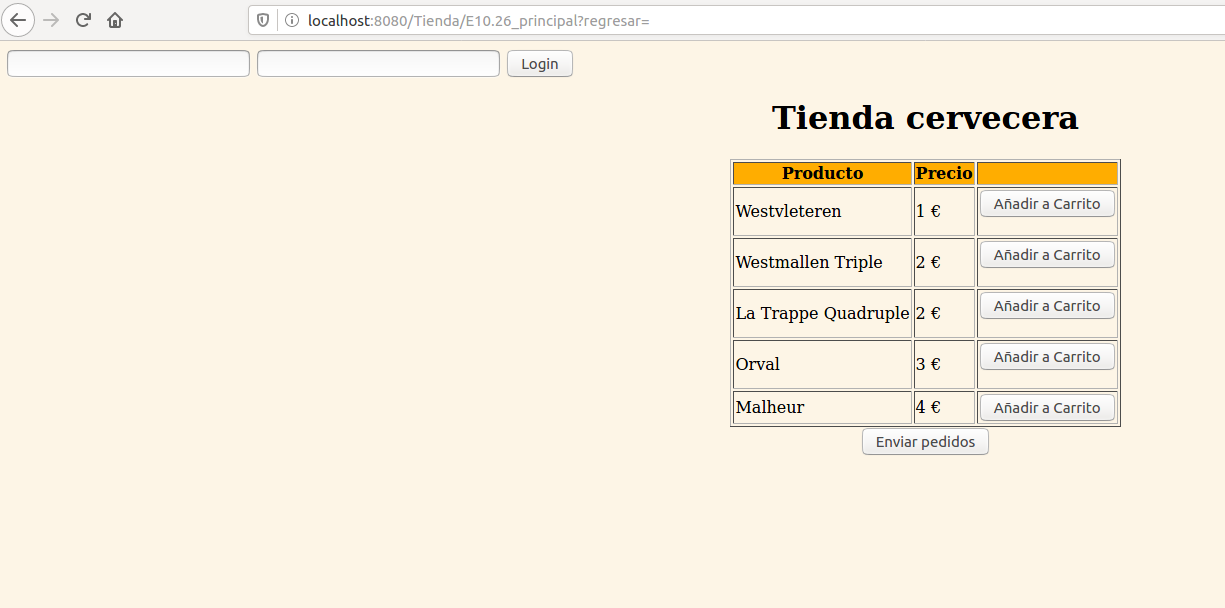 localhost:8080/Tienda/E10.26_principal?regresar=
Login
Tienda cervecera
Producto Precio
Westvleteren 1 € Añadir a Carrito
Westmallen Triple 2 € Añadir a Carrito
La Trappe Quadruple 2 € Añadir a Carrito
Orval 3 € Añadir a Carrito
Malheur 4 € Añadir a Carrito
Enviar pedidos